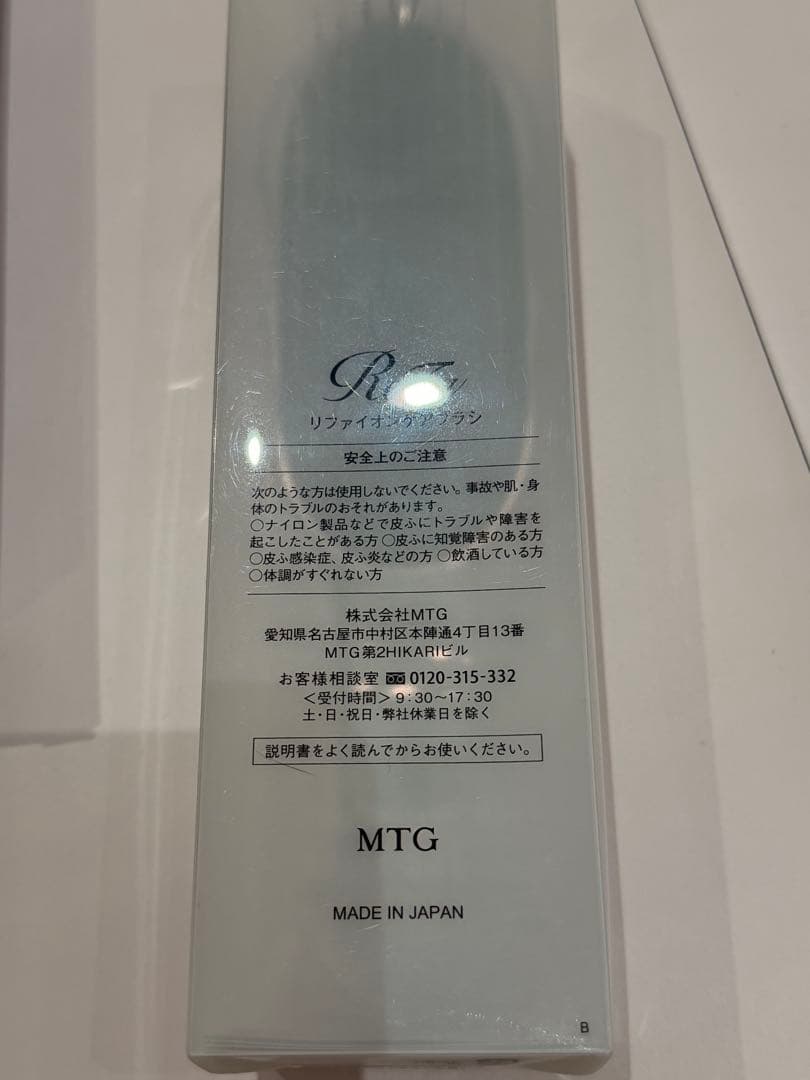 ReFa
リファイオンケアブラシ
安全上のご注意
次のような方は使用しないでください。事故や肌・身
体のトラブルのおそれがあります。
○ナイロン製品などで皮ふにトラブルや障害を
起こしたことがある方 ○皮ふに知覚障害のある方
○皮ふ感染症、皮ふ炎などの方 ○飲酒している方
○体調がすぐれない方
株式会社MTG
愛知県名古屋市中村区本陣通4丁目13番
MTG第2HIKARIビル
お客様相談室 0120-315-332
＜受付時間＞ 9:30～17:30
土・日・祝日・弊社休業日を除く
説明書をよく読んでからお使いください。
MTG
MADE IN JAPAN
B